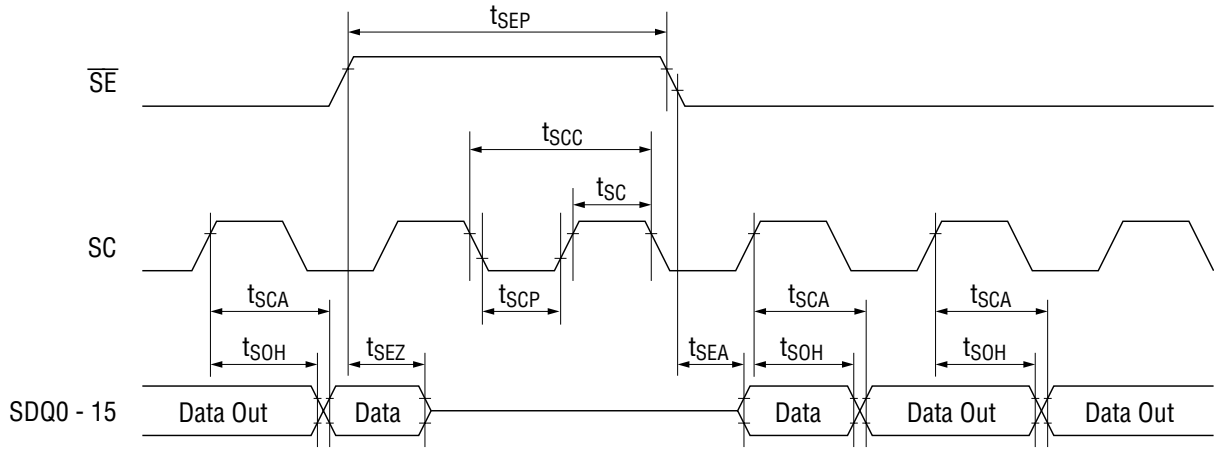 tSEP
SE
tSCC
tSC
SC
tSCP
tSCA
tSCA
tSCA
tSOH
tSEZ
tSEA
tSOH
tSOH
SDQ0 - 15
Data Out
Data
Data
Data Out
Data Out